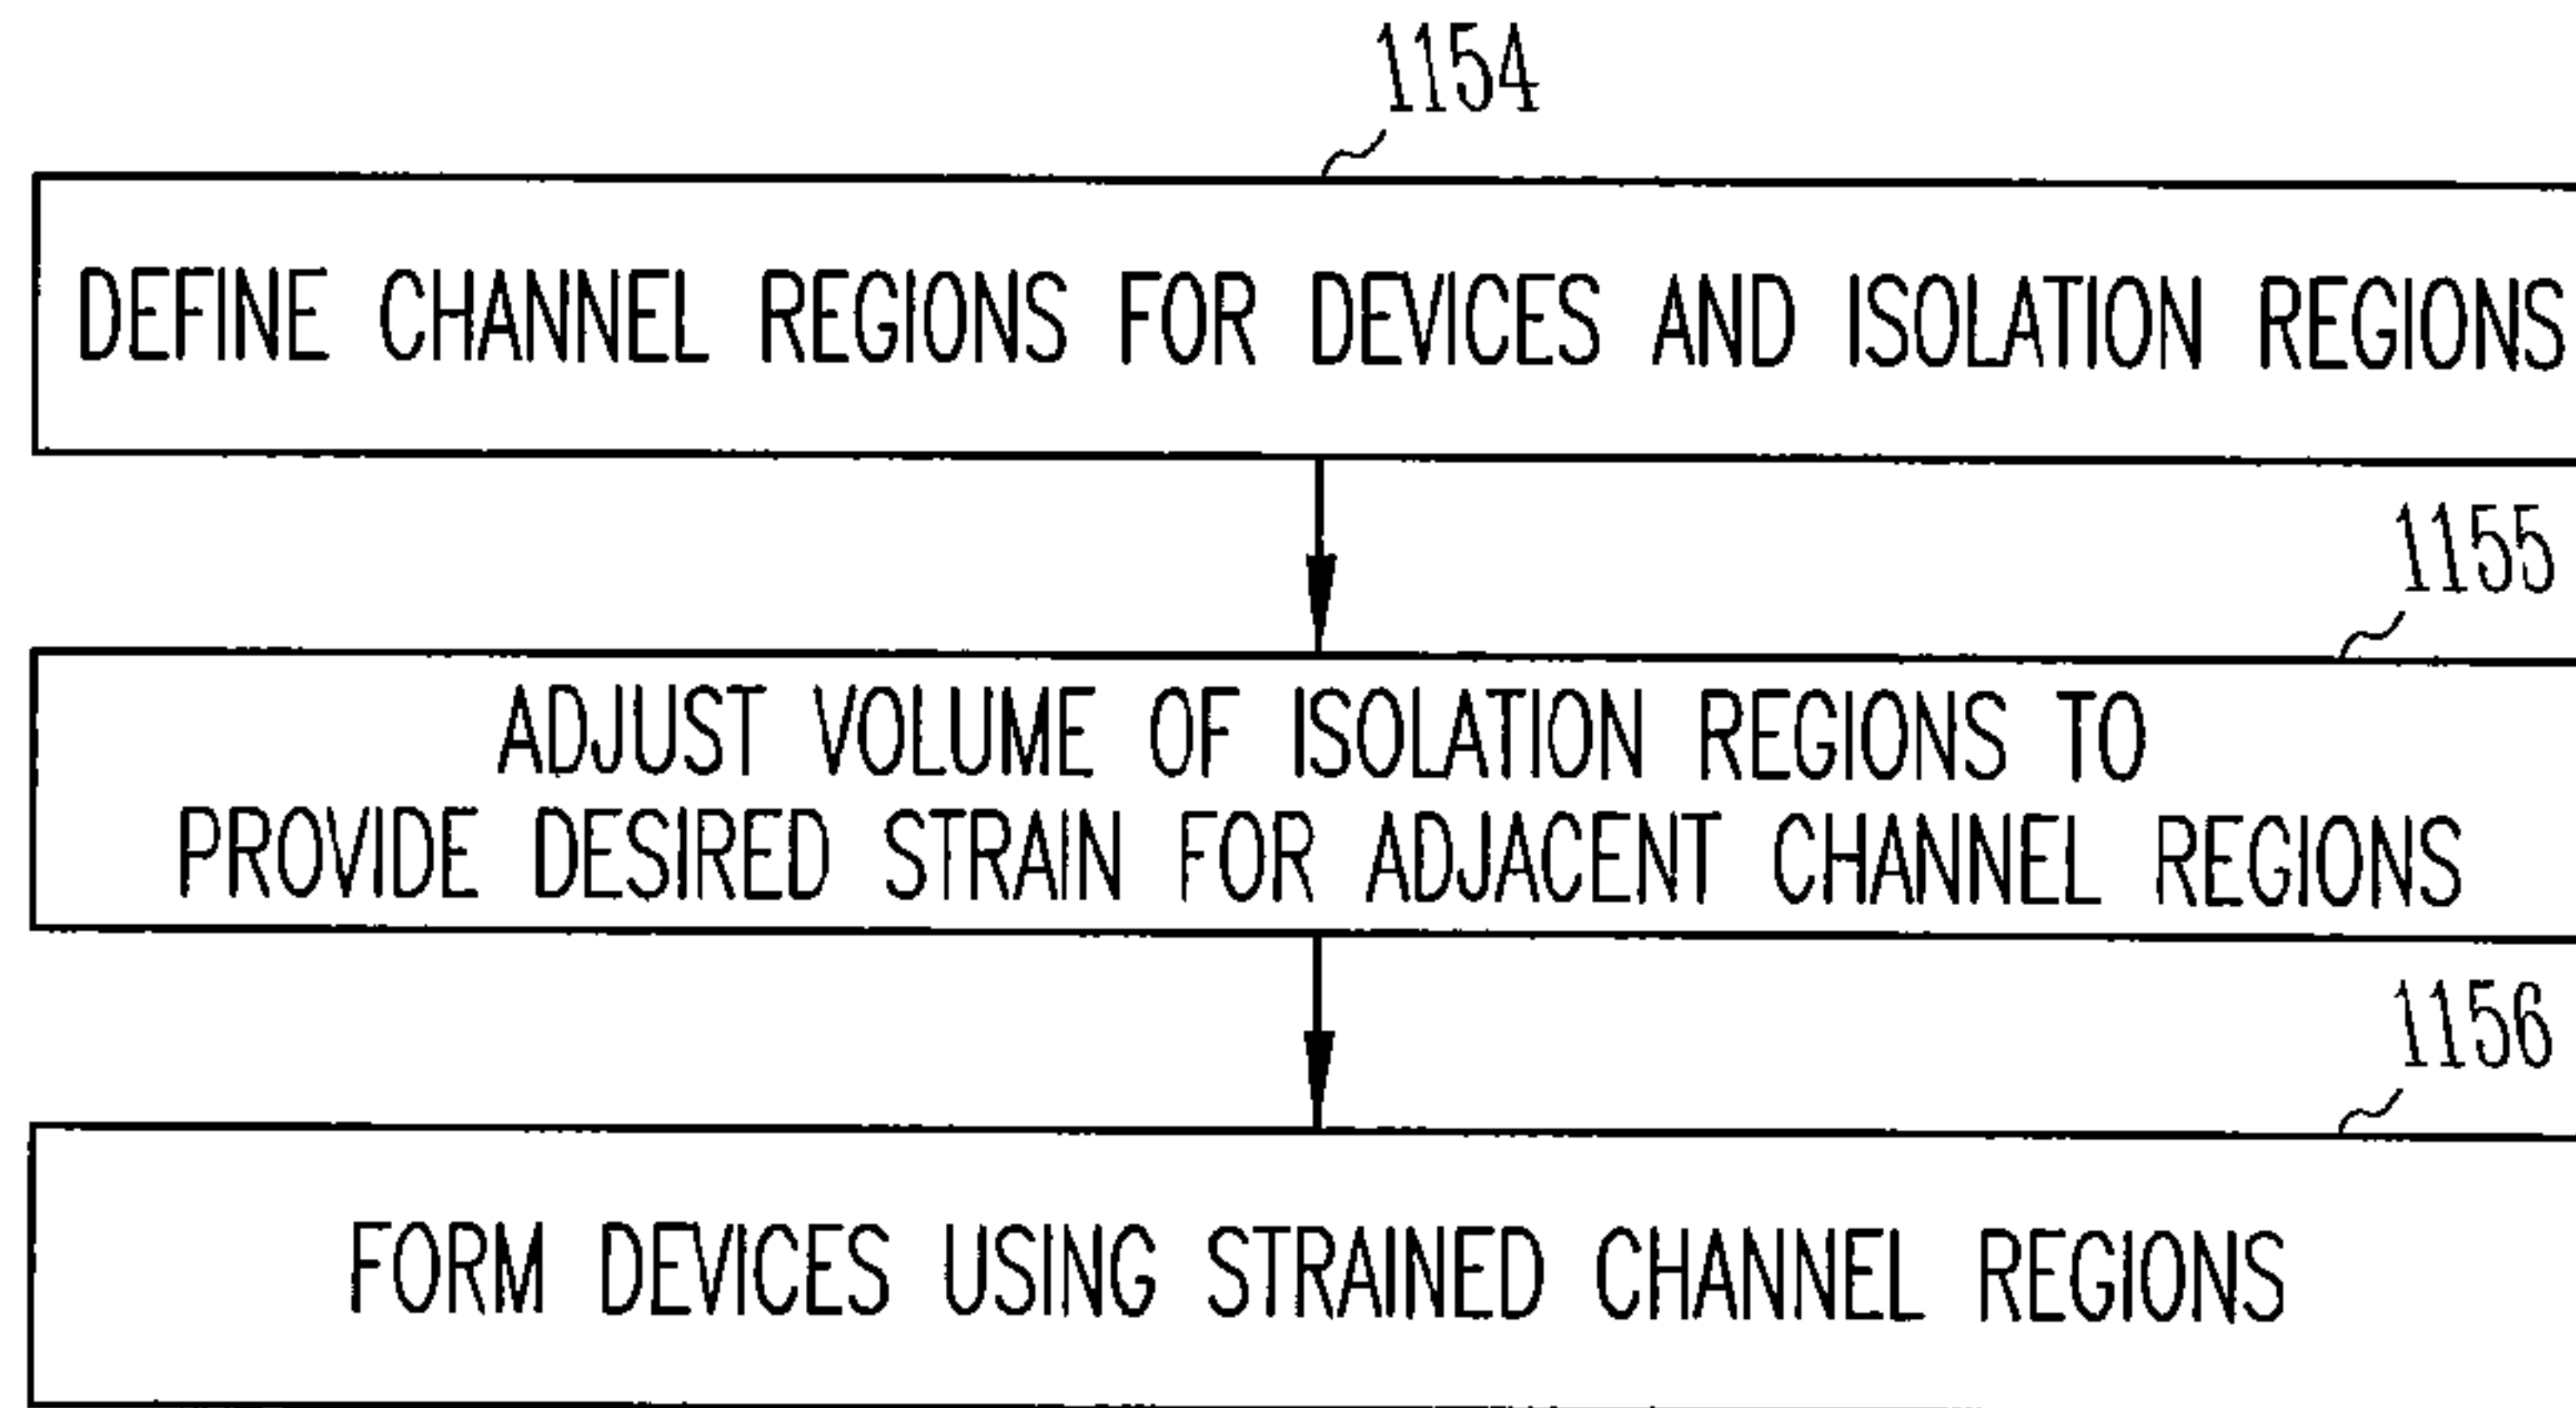 1154
DEFINE CHANNEL REGIONS FOR DEVICES AND ISOLATION REGIONS
1155
ADJUST VOLUME OF ISOLATION REGIONS TO
PROVIDE DESIRED STRAIN FOR ADJACENT CHANNEL REGIONS
1156
FORM DEVICES USING STRAINED CHANNEL REGIONS